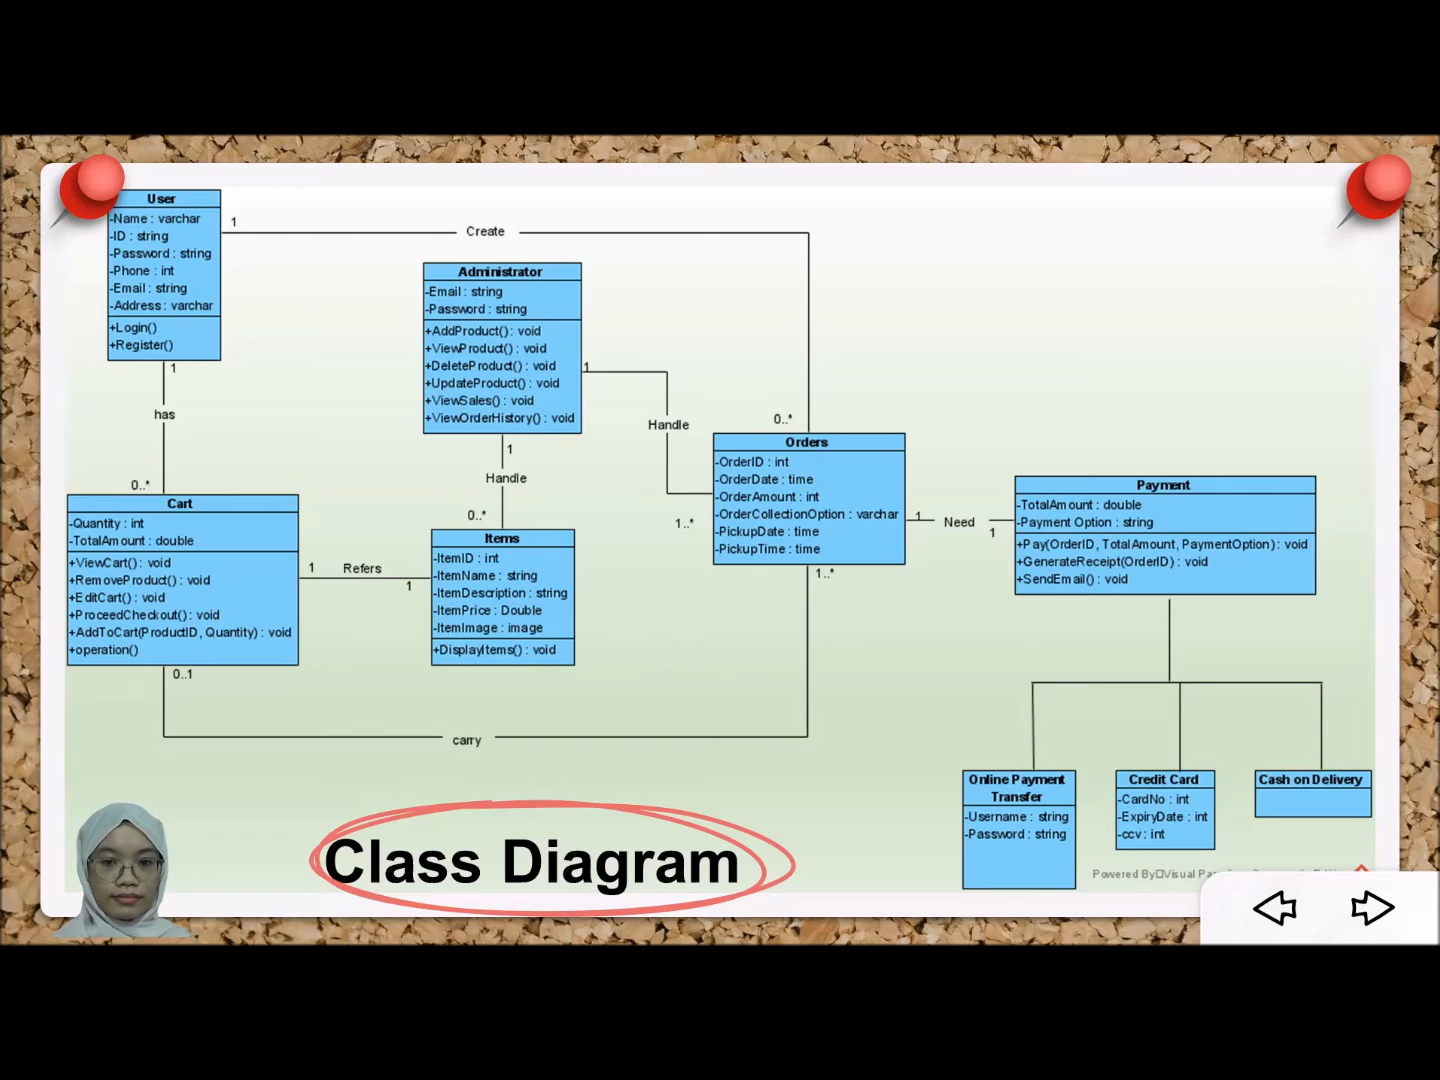 User
-Name : varchar
-ID : string
-Password : string
-Phone : int
-Email : string
-Address : varchar
+Login()
+Register()
1
Create
0..*
1
has
0..*
Administrator
-Email : string
-Password : string
+AddProduct() : void
+ViewProduct() : void
+DeleteProduct() : void
+UpdateProduct() : void
+ViewSales() : void
+ViewOrderHistory() : void
1
Handle
1..*
1
Handle
0..*
Orders
-OrderID : int
-OrderDate : time
-OrderAmount : int
-OrderCollectionOption : varchar
-PickupDate : time
-PickupTime : time
1
Need
1
1..*
Payment
-TotalAmount : double
-Payment Option : string
+Pay(OrderID, TotalAmount, PaymentOption) : void
+GenerateReceipt(OrderID) : void
+SendEmail() : void
Cart
-Quantity : int
-TotalAmount : double
+ViewCart() : void
+RemoveProduct() : void
+EditCart() : void
+ProceedCheckout() : void
+AddToCart(ProductID, Quantity) : void
+operation()
1
Refers
1
0..1
carry
Items
-ItemID : int
-ItemName : string
-ItemDescription : string
-ItemPrice : Double
-ItemImage : image
+DisplayItems() : void
Online Payment
Transfer
-Username : string
-Password : string
Credit Card
-CardNo : int
-ExpiryDate : int
-ccv : int
Cash on Delivery
Class Diagram
Powered By Visual